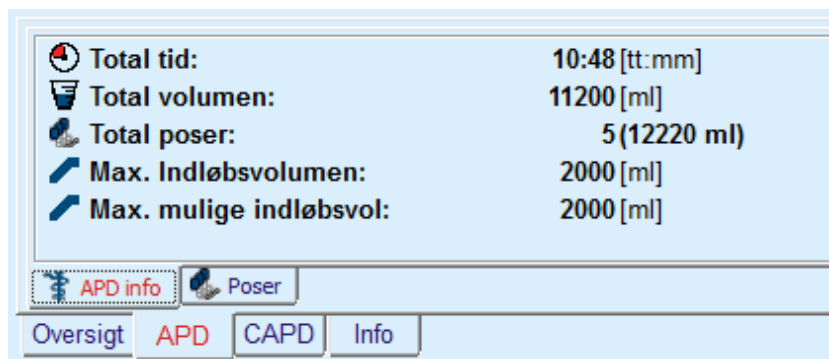 Total tid: 10:48 [tt:mm]
Total volumen: 11200 [ml]
Total poser: 5 (12220 ml)
Max. Indløbsvolumen: 2000 [ml]
Max. mulige indløbsvol: 2000 [ml]
APD info Poser
Oversigt APD CAPD Info